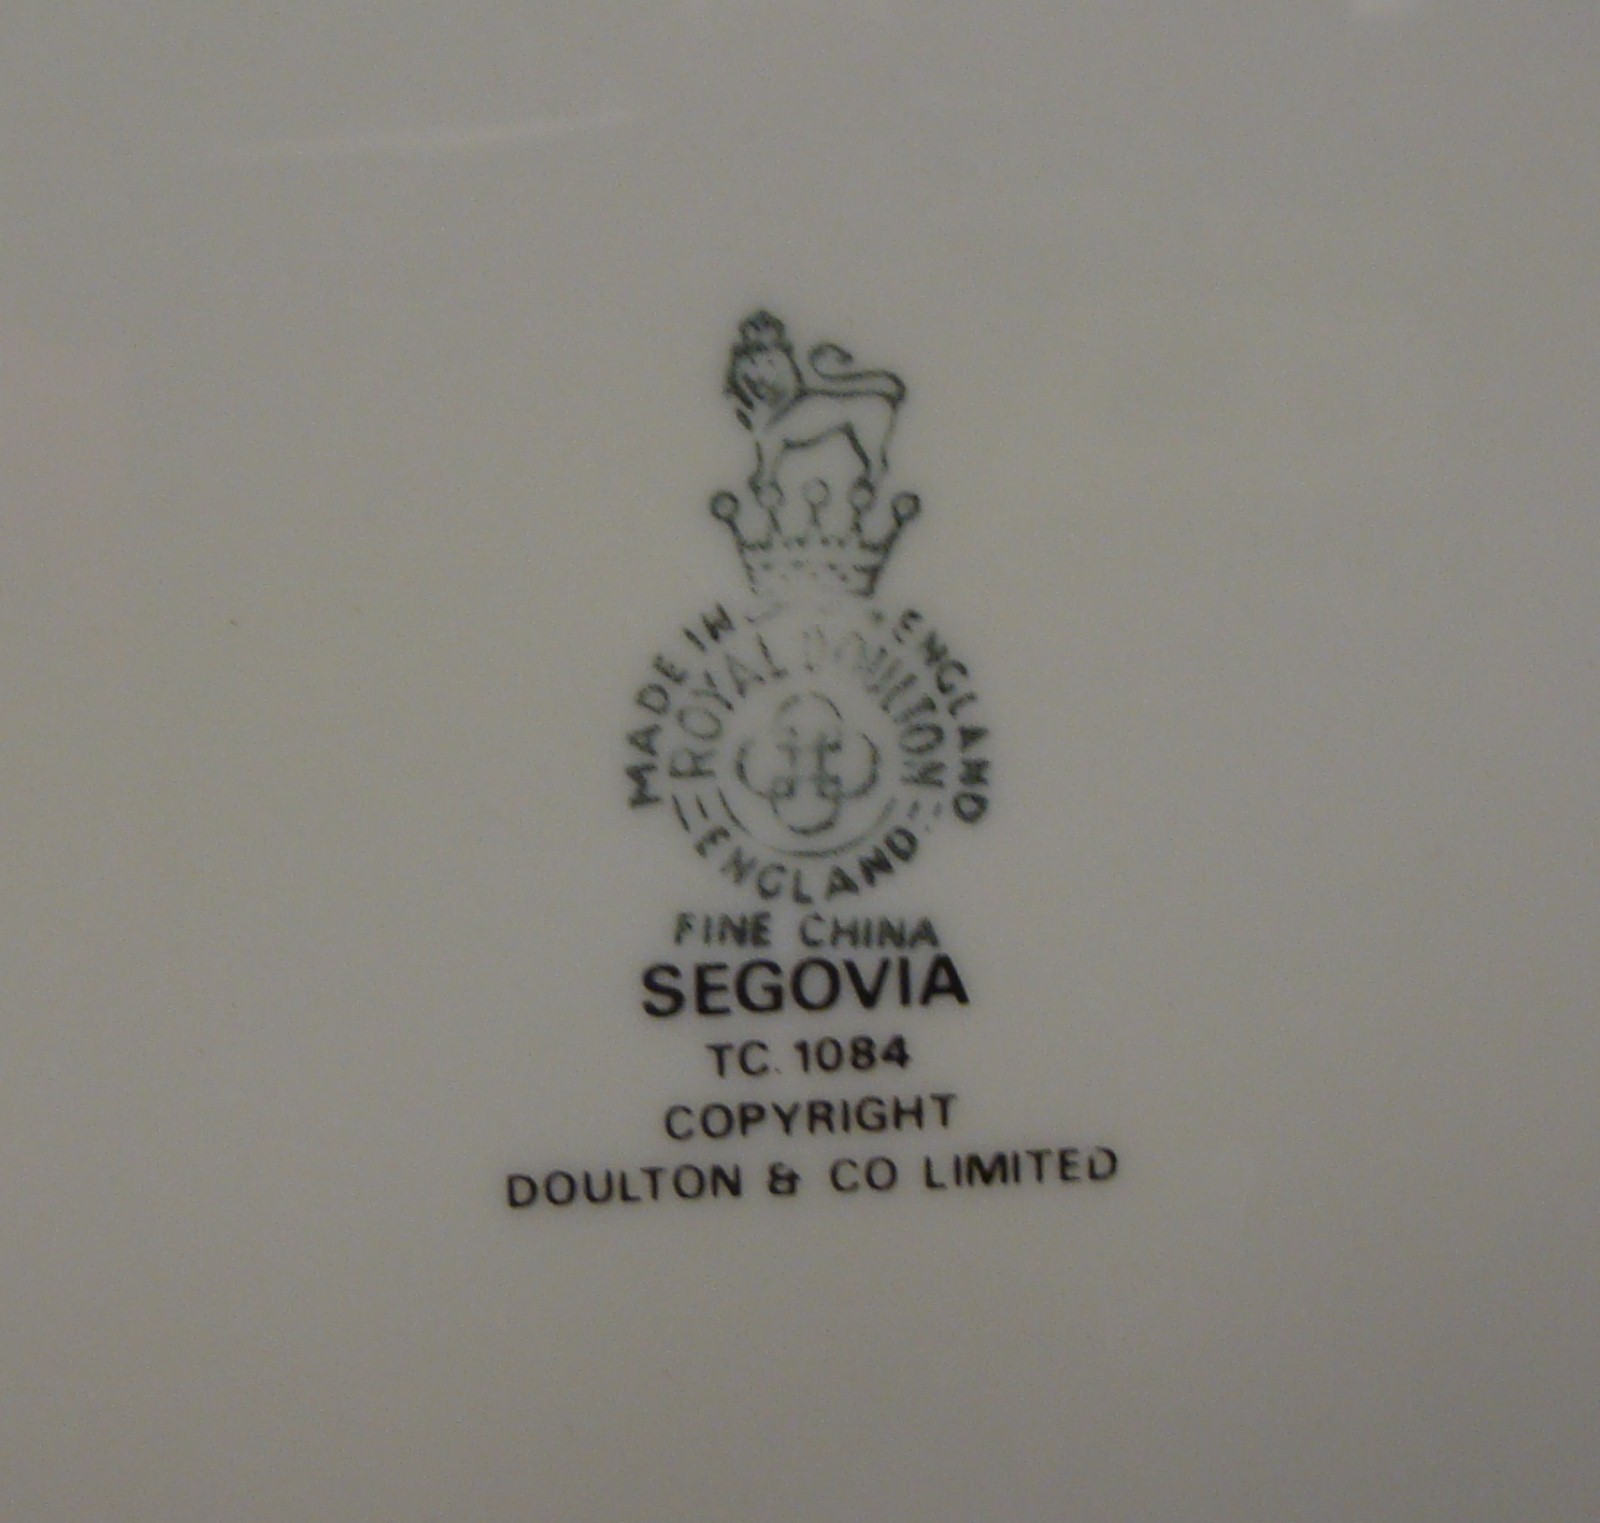 MADE IN ENGLAND
ROYAL DOULTON
ENGLAND
FINE CHINA
SEGOVIA
TC. 1084
COPYRIGHT
DOULTON & CO LIMITED